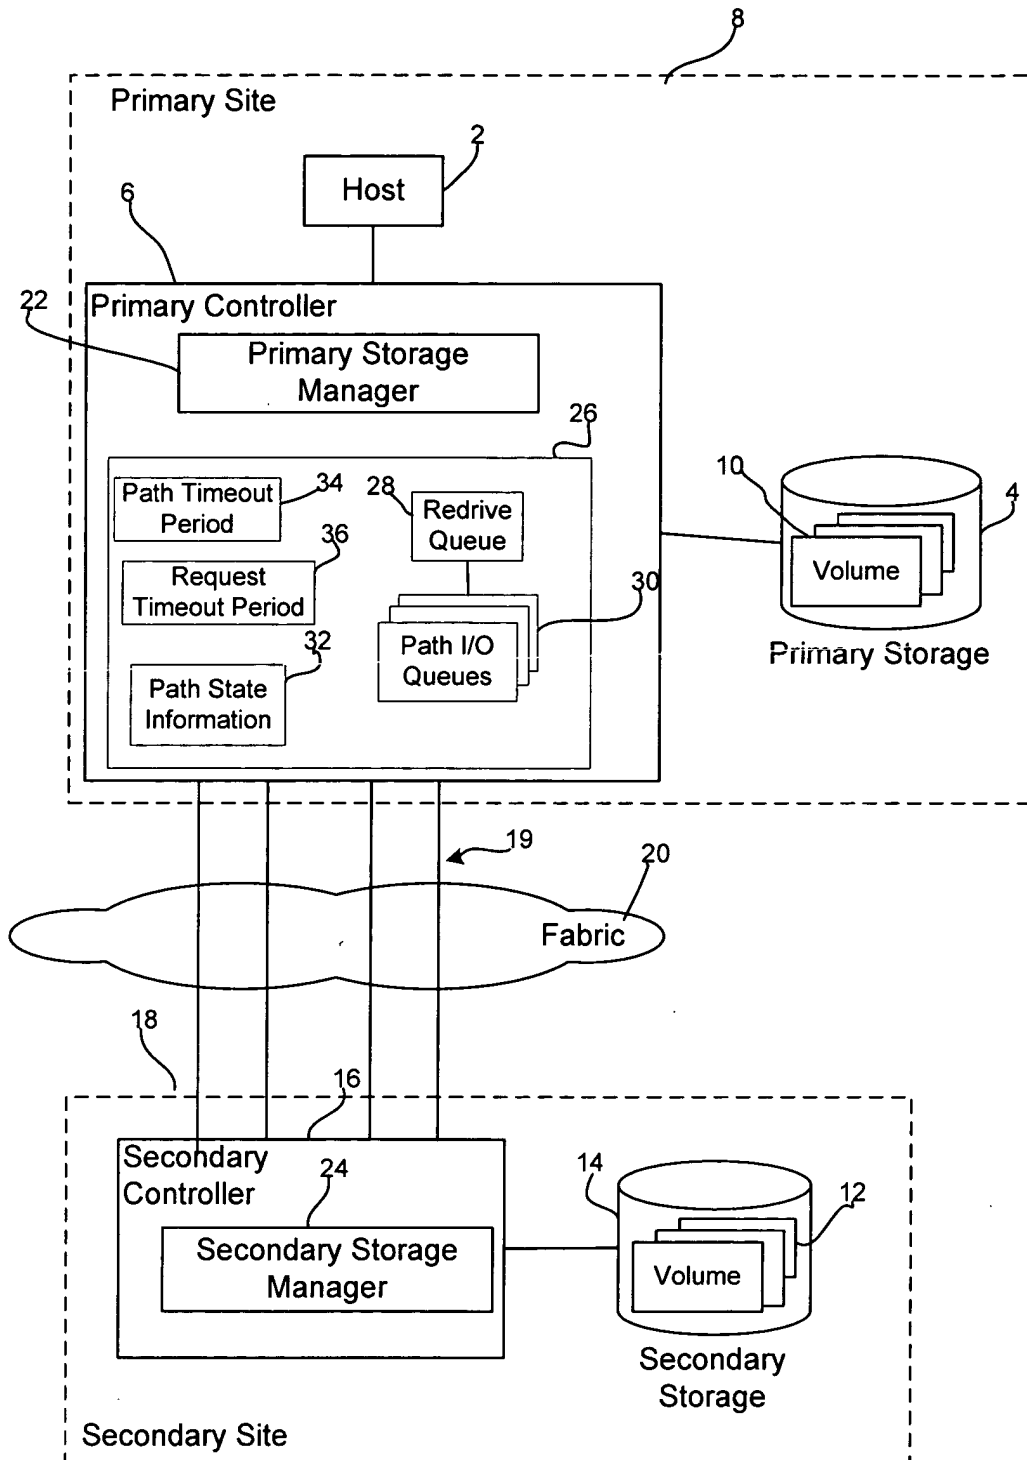 8
Primary Site
2
Host
6
22
Primary Controller
Primary Storage
Manager
26
Path Timeout
Period
34
28
Redrive
Queue
10
4
Volume
36
Request
Timeout Period
30
Path I/O
Queues
32
Path State
Information
Primary Storage
19
20
Fabric
18
16
Secondary
Controller
24
Secondary Storage
Manager
14
12
Volume
Secondary
Storage
Secondary Site